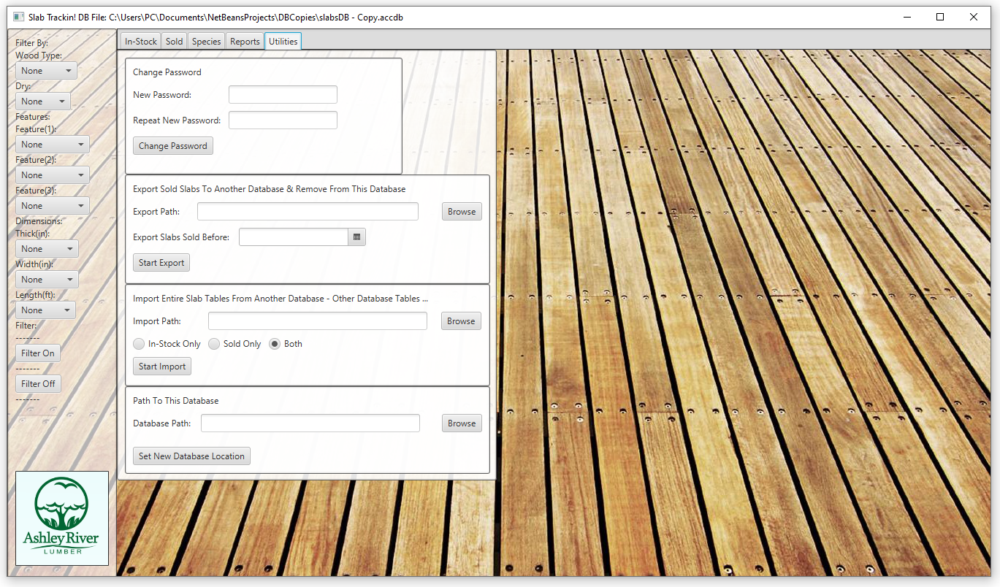 Slab Trackin! DB File: C:\Users\PC\Documents\NetBeansProjects\DBCopies\slabsDB - Copy.accdb
In-Stock Sold Species Reports Utilities
Filter By:
Wood Type:
None
Dry:
None
Features:
Feature(1):
None
Feature(2):
None
Feature(3):
None
Dimensions:
Thick(in):
None
Width(in):
None
Length(ft):
None
Filter:
-------
Filter On
-------
Filter Off
-------
Ashley River
LUMBER
Change Password
New Password:
Repeat New Password:
Change Password
Export Sold Slabs To Another Database & Remove From This Database
Export Path: Browse
Export Slabs Sold Before:
Start Export
Import Entire Slab Tables From Another Database - Other Database Tables ...
Import Path: Browse
In-Stock Only Sold Only Both
Start Import
Path To This Database
Database Path: Browse
Set New Database Location